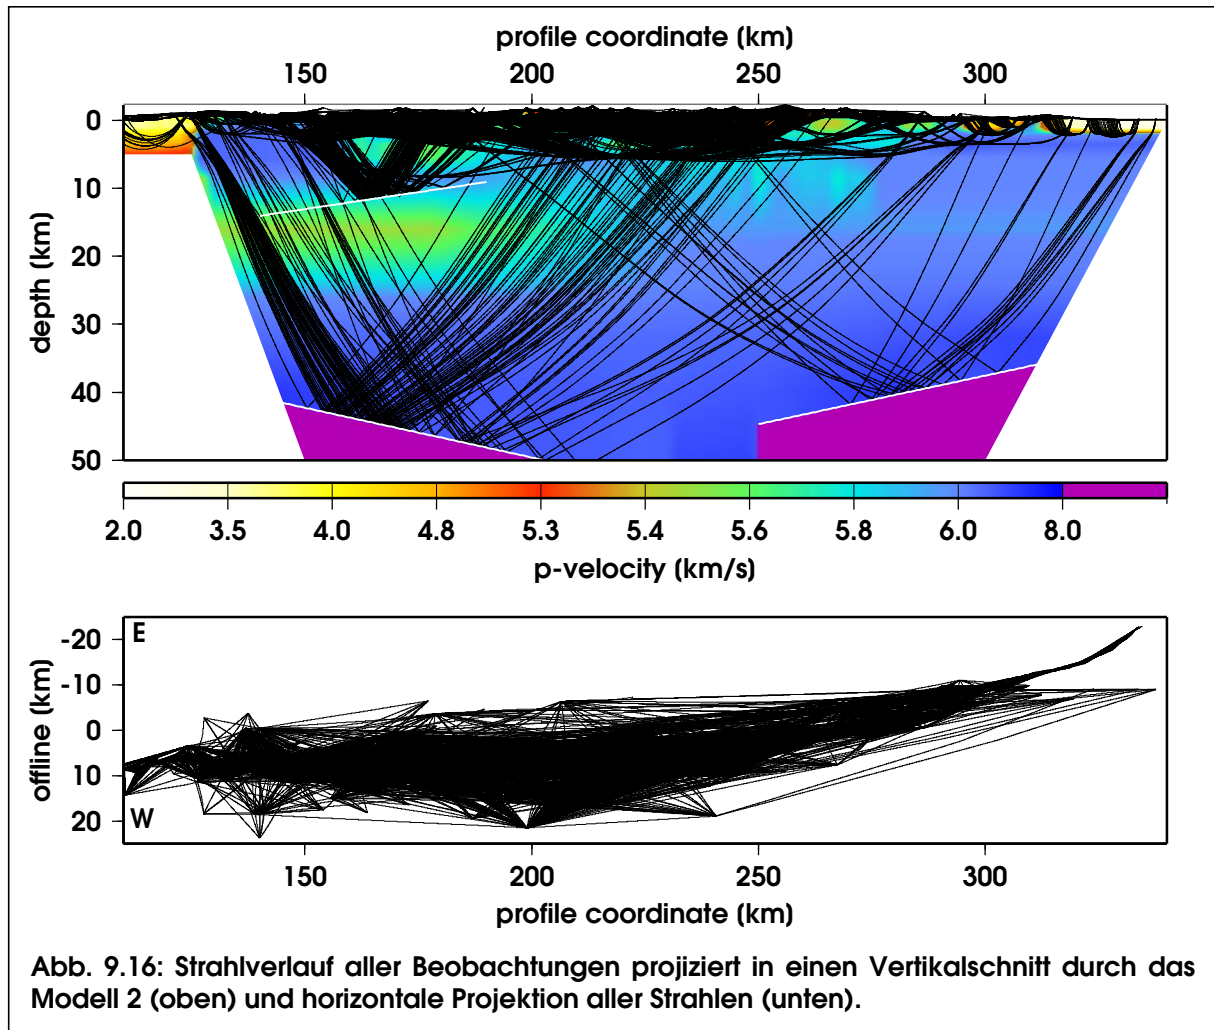 profile coordinate (km)
150 200 250 300
0
10
20
30
40
50
depth (km)
2.0 3.5 4.0 4.8 5.3 5.4 5.6 5.8 6.0 8.0
p-velocity (km/s)
-20
-10
0
10
20
offline (km)
E
W
150 200 250 300
profile coordinate (km)
Abb. 9.16: Strahlverlauf aller Beobachtungen projiziert in einen Vertikalschnitt durch das
Modell 2 (oben) und horizontale Projektion aller Strahlen (unten).